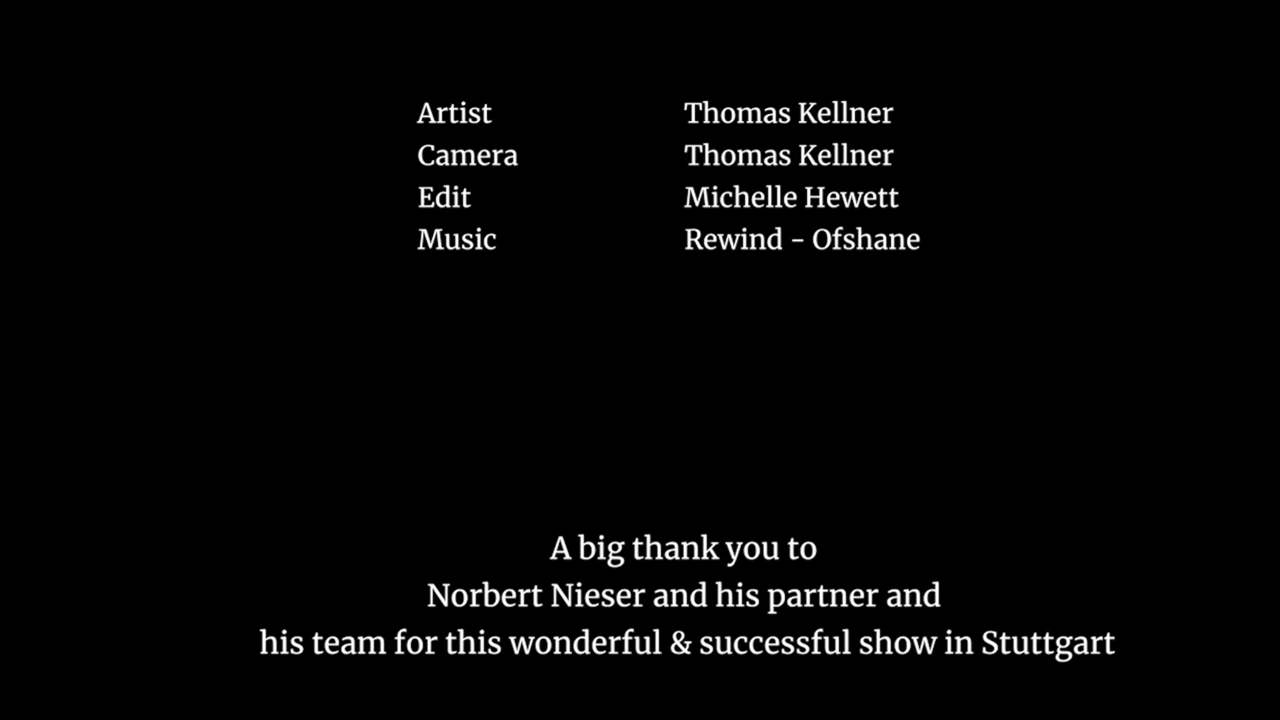 Artist Thomas Kellner
Camera Thomas Kellner
Edit Michelle Hewett
Music Rewind - Ofshane
A big thank you to
Norbert Nieser and his partner and
his team for this wonderful & successful show in Stuttgart